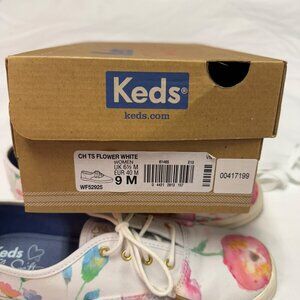 Keds®
keds.com
CH TS FLOWER WHITE
WOMEN
UK 6½ M
EUR 40 M
9 M
WF52925
00417199
Keds